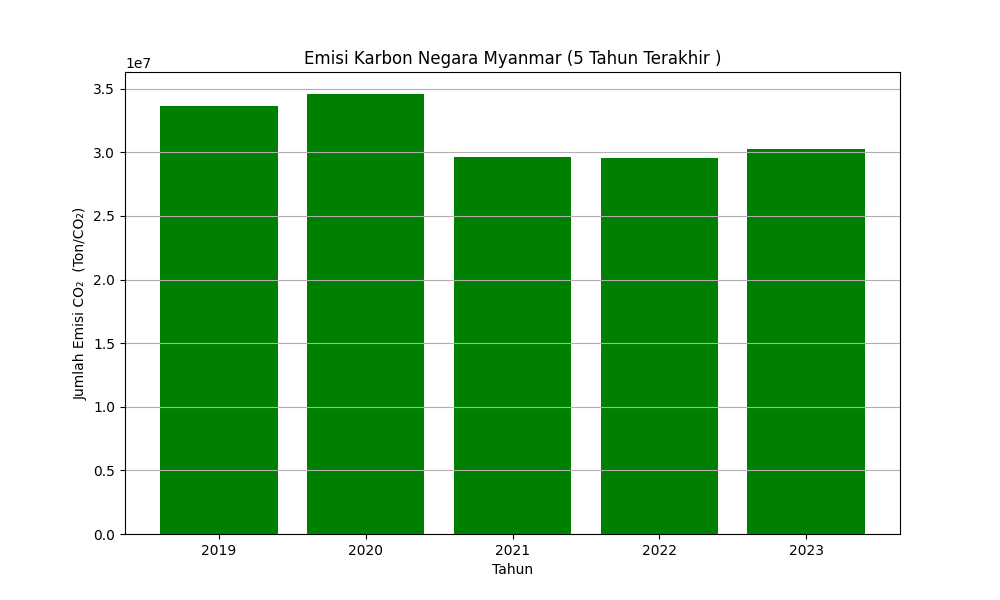 Emisi Karbon Negara Myanmar (5 Tahun Terakhir )
1e7
3.5
3.0
2.5
2.0
1.5
1.0
0.5
0.0
Jumlah Emisi CO₂  (Ton/CO₂)
2019 2020 2021 2022 2023
Tahun